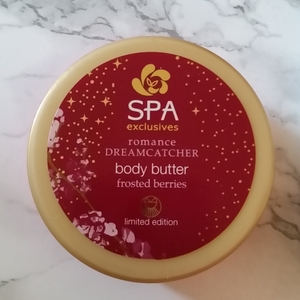 SPA
exclusives
romance
DREAMCATCHER
body butter
frosted berries
limited edition